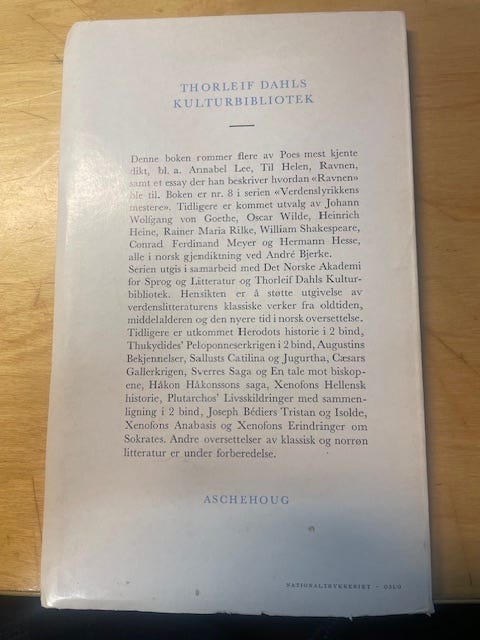 THORLEIF DAHLS
KULTURBIBLIOTEK
Denne boken rommer flere av Poes mest kjente
dikt, bl. a. Annabel Lee, Til Helen, Ravnen,
samt et essay der han beskriver hvordan «Ravnen»
ble til. Boken er nr. 8 i serien «Verdenslyrikkens
mestere». Tidligere er kommet utvalg av Johann
Wolfgang von Goethe, Oscar Wilde, Heinrich
Heine, Rainer Maria Rilke, William Shakespeare,
Conrad Ferdinand Meyer og Hermann Hesse,
alle i norsk gjendiktning ved André Bjerke.
Serien utgis i samarbeid med Det Norske Akademi
for Sprog og Litteratur og Thorleif Dahls Kultur-
bibliotek. Hensikten er å støtte utgivelse av
verdenslitteraturens klassiske verker fra oldtiden,
middelalderen og den nyere tid i norsk oversettelse.
Tidligere er utkommet Herodots historie i 2 bind,
Thukydides' Peloponneserkrigen i 2 bind, Augustins
Bekjennelser, Sallusts Catilina og Jugurtha, Cæsars
Gallerkrigen, Sverres Saga og En tale mot biskop-
ene, Håkon Håkonssons saga, Xenofons Hellensk
historie, Plutarchos' Livsskildringer med sammen-
ligning i 2 bind, Joseph Bédiers Tristan og Isolde,
Xenofons Anabasis og Xenofons Erindringer om
Sokrates. Andre oversettelser av klassisk og norrøn
litteratur er under forberedelse.
ASCHEHOUG
NATIONALTRYKKERIET - OSLO